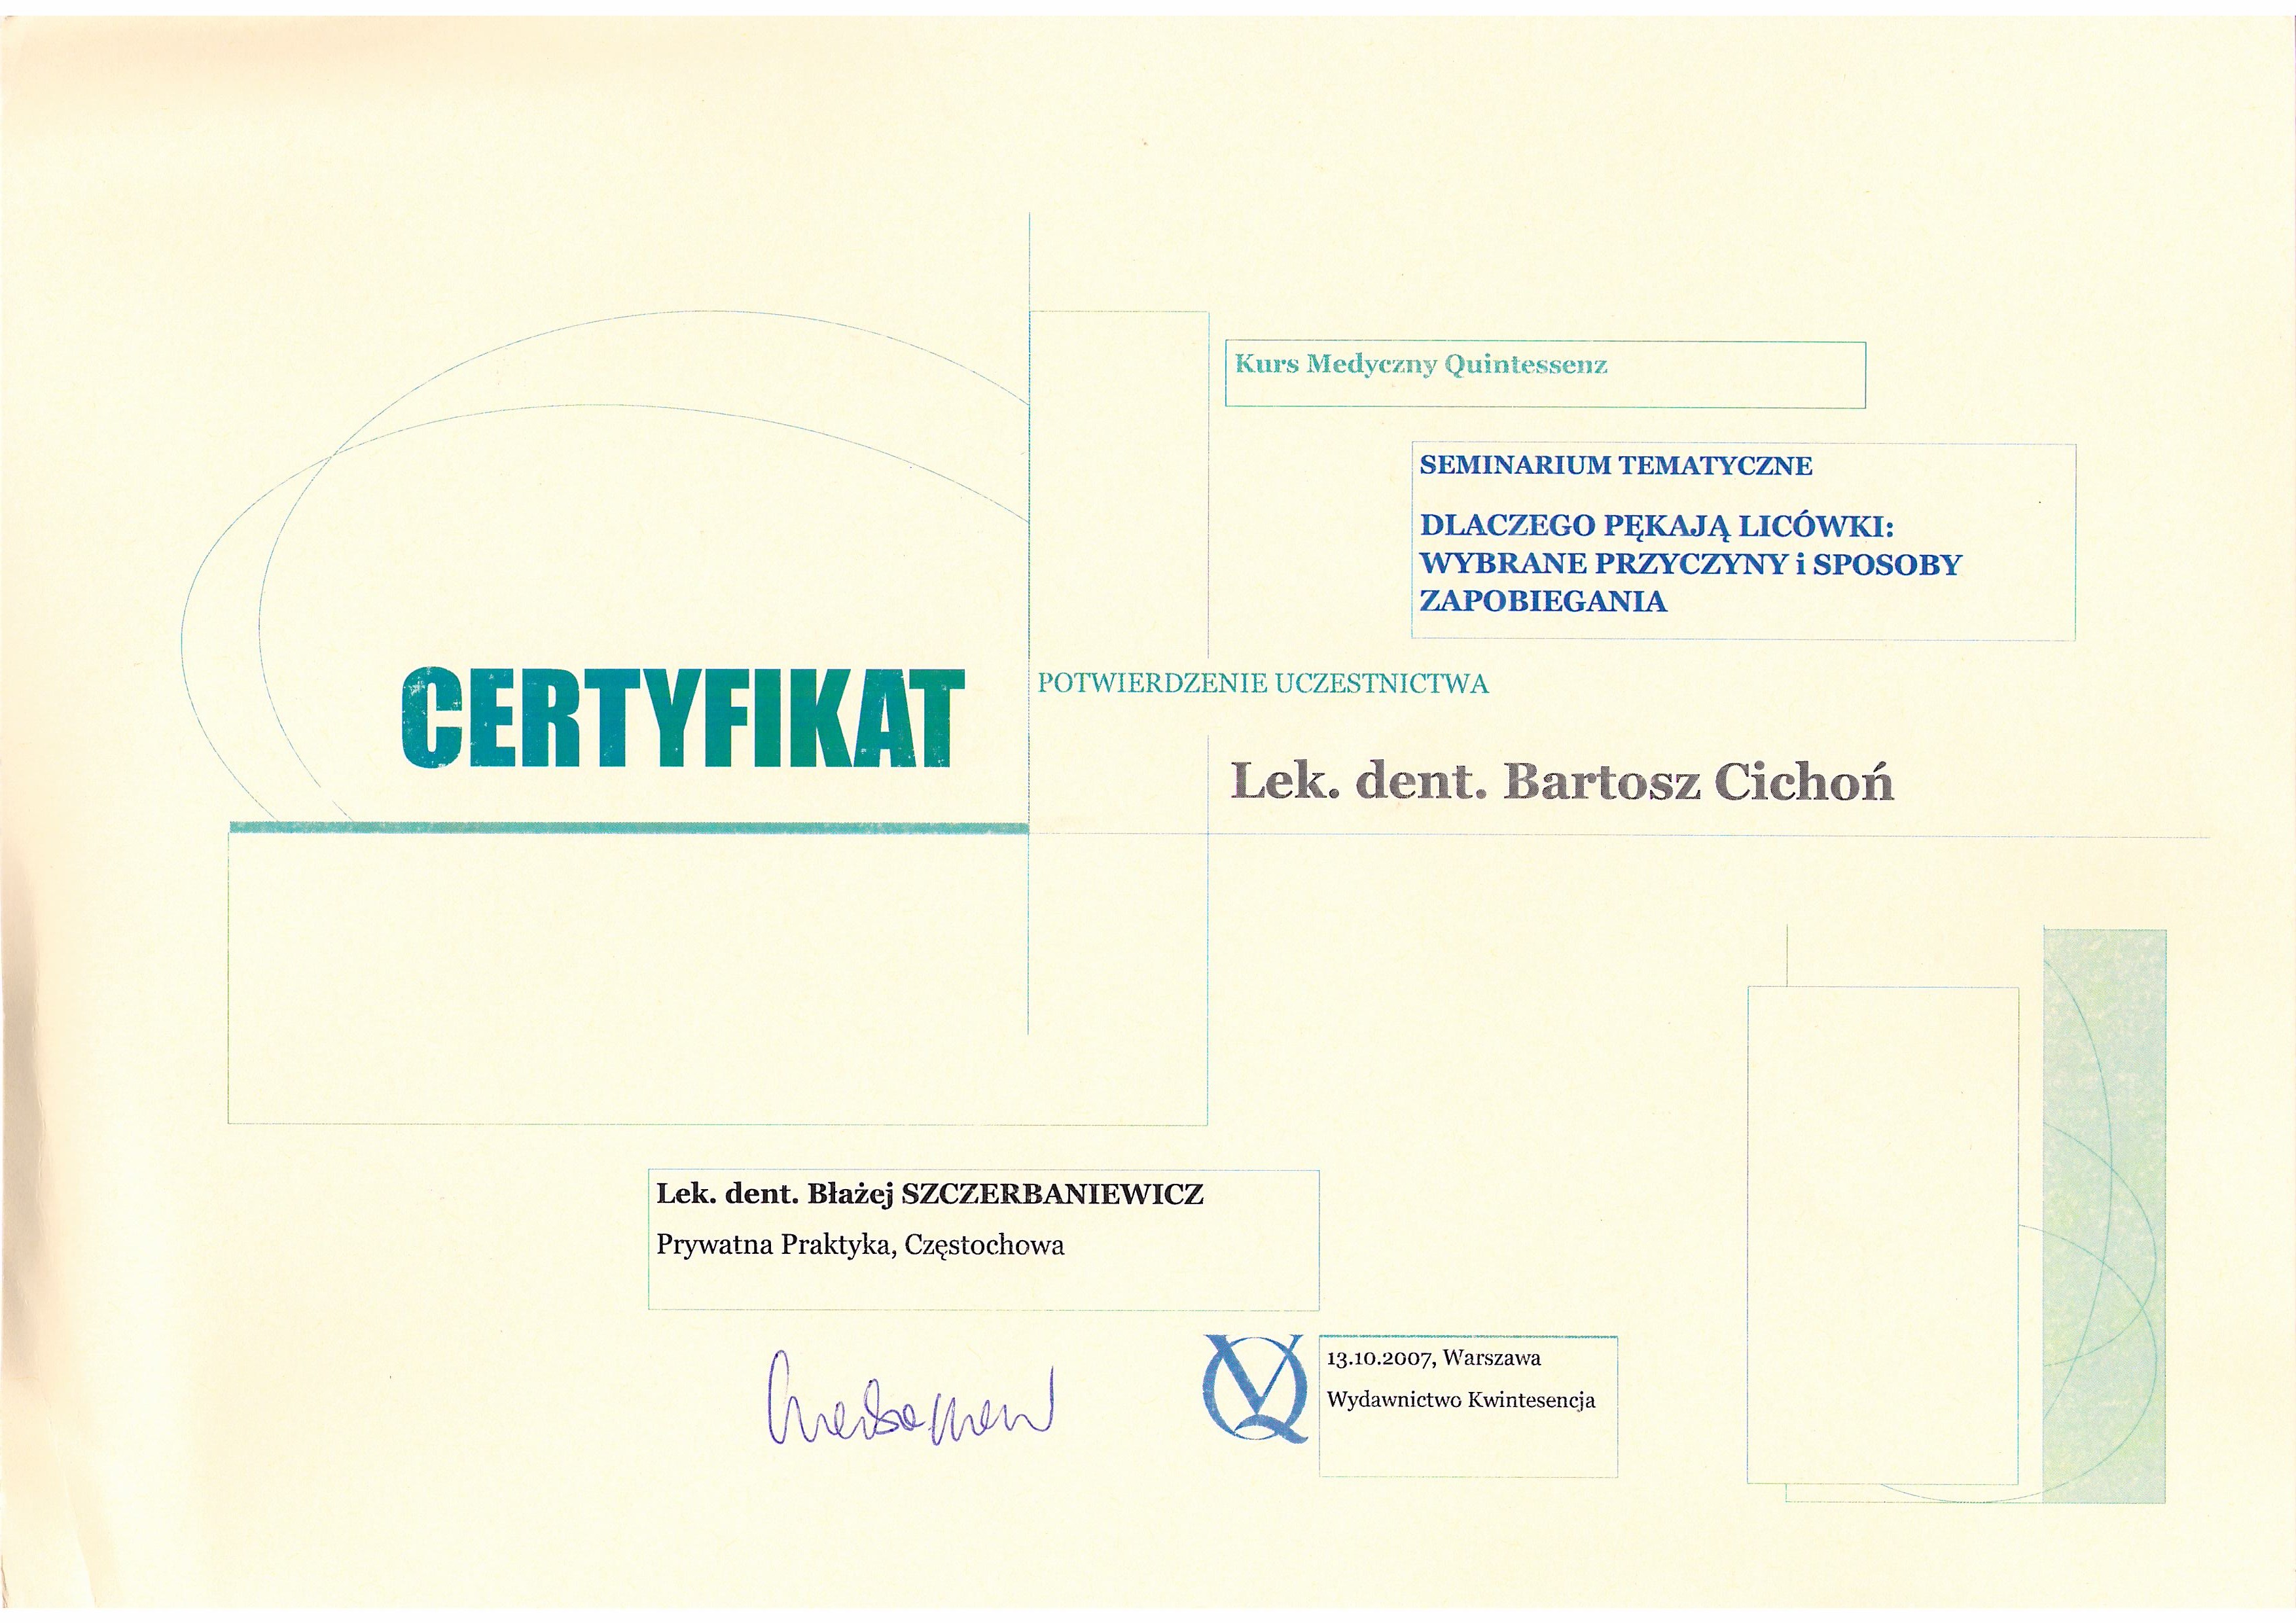 Kurs Medyczny Quintessenz
SEMINARIUM TEMATYCZNE
DLACZEGO PĘKAJĄ LICÓWKI:
WYBRANE PRZYCZYNY i SPOSOBY
ZAPOBIEGANIA
CERTYFIKAT
POTWIERDZENIE UCZESTNICTWA
Lek. dent. Bartosz Cichoń
Lek. dent. Błażej SZCZERBANIEWICZ
Prywatna Praktyka, Częstochowa
13.10.2007, Warszawa
Wydawnictwo Kwintesencja